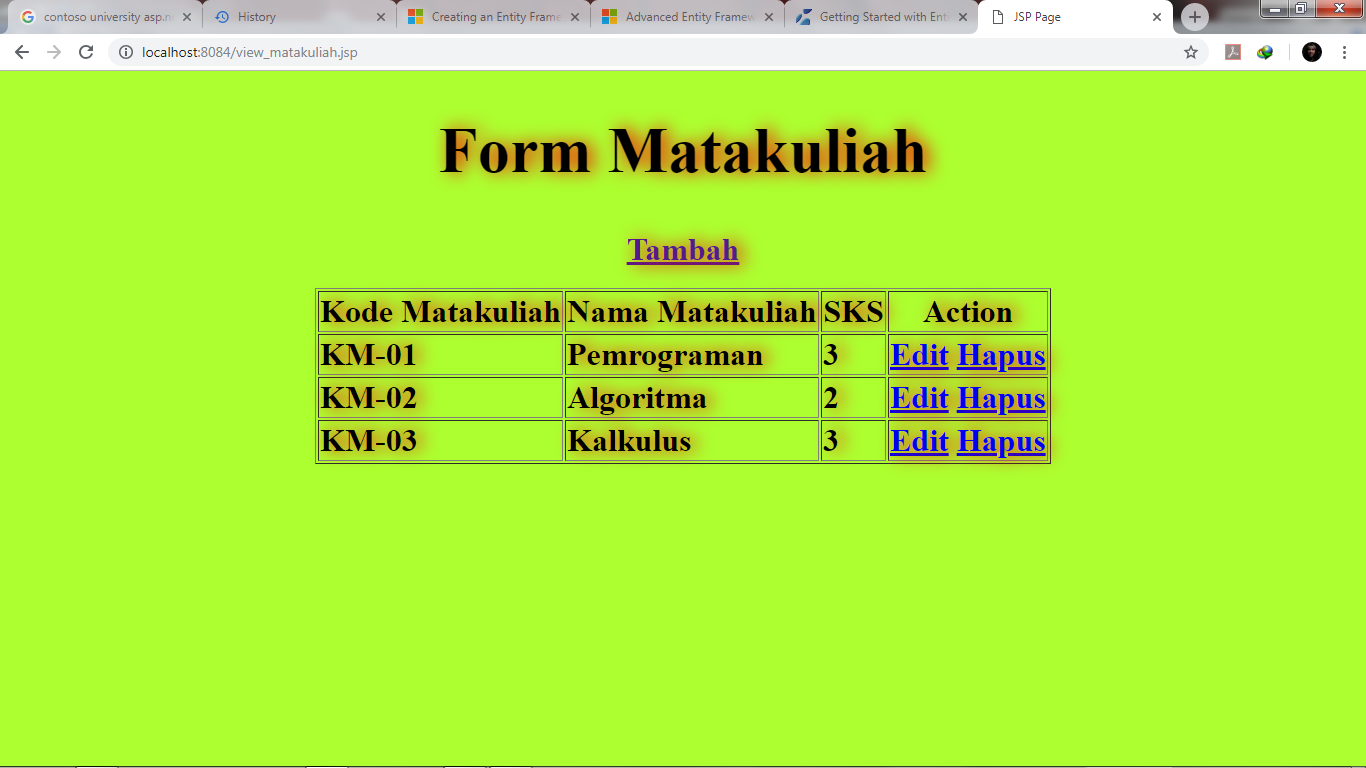 contoso university asp.n
History
Creating an Entity Frame
Advanced Entity Framew
Getting Started with Enti
JSP Page
localhost:8084/view_matakuliah.jsp
Form Matakuliah
Tambah
Kode Matakuliah Nama Matakuliah SKS Action
KM-01 Pemrograman 3 Edit Hapus
KM-02 Algoritma 2 Edit Hapus
KM-03 Kalkulus 3 Edit Hapus